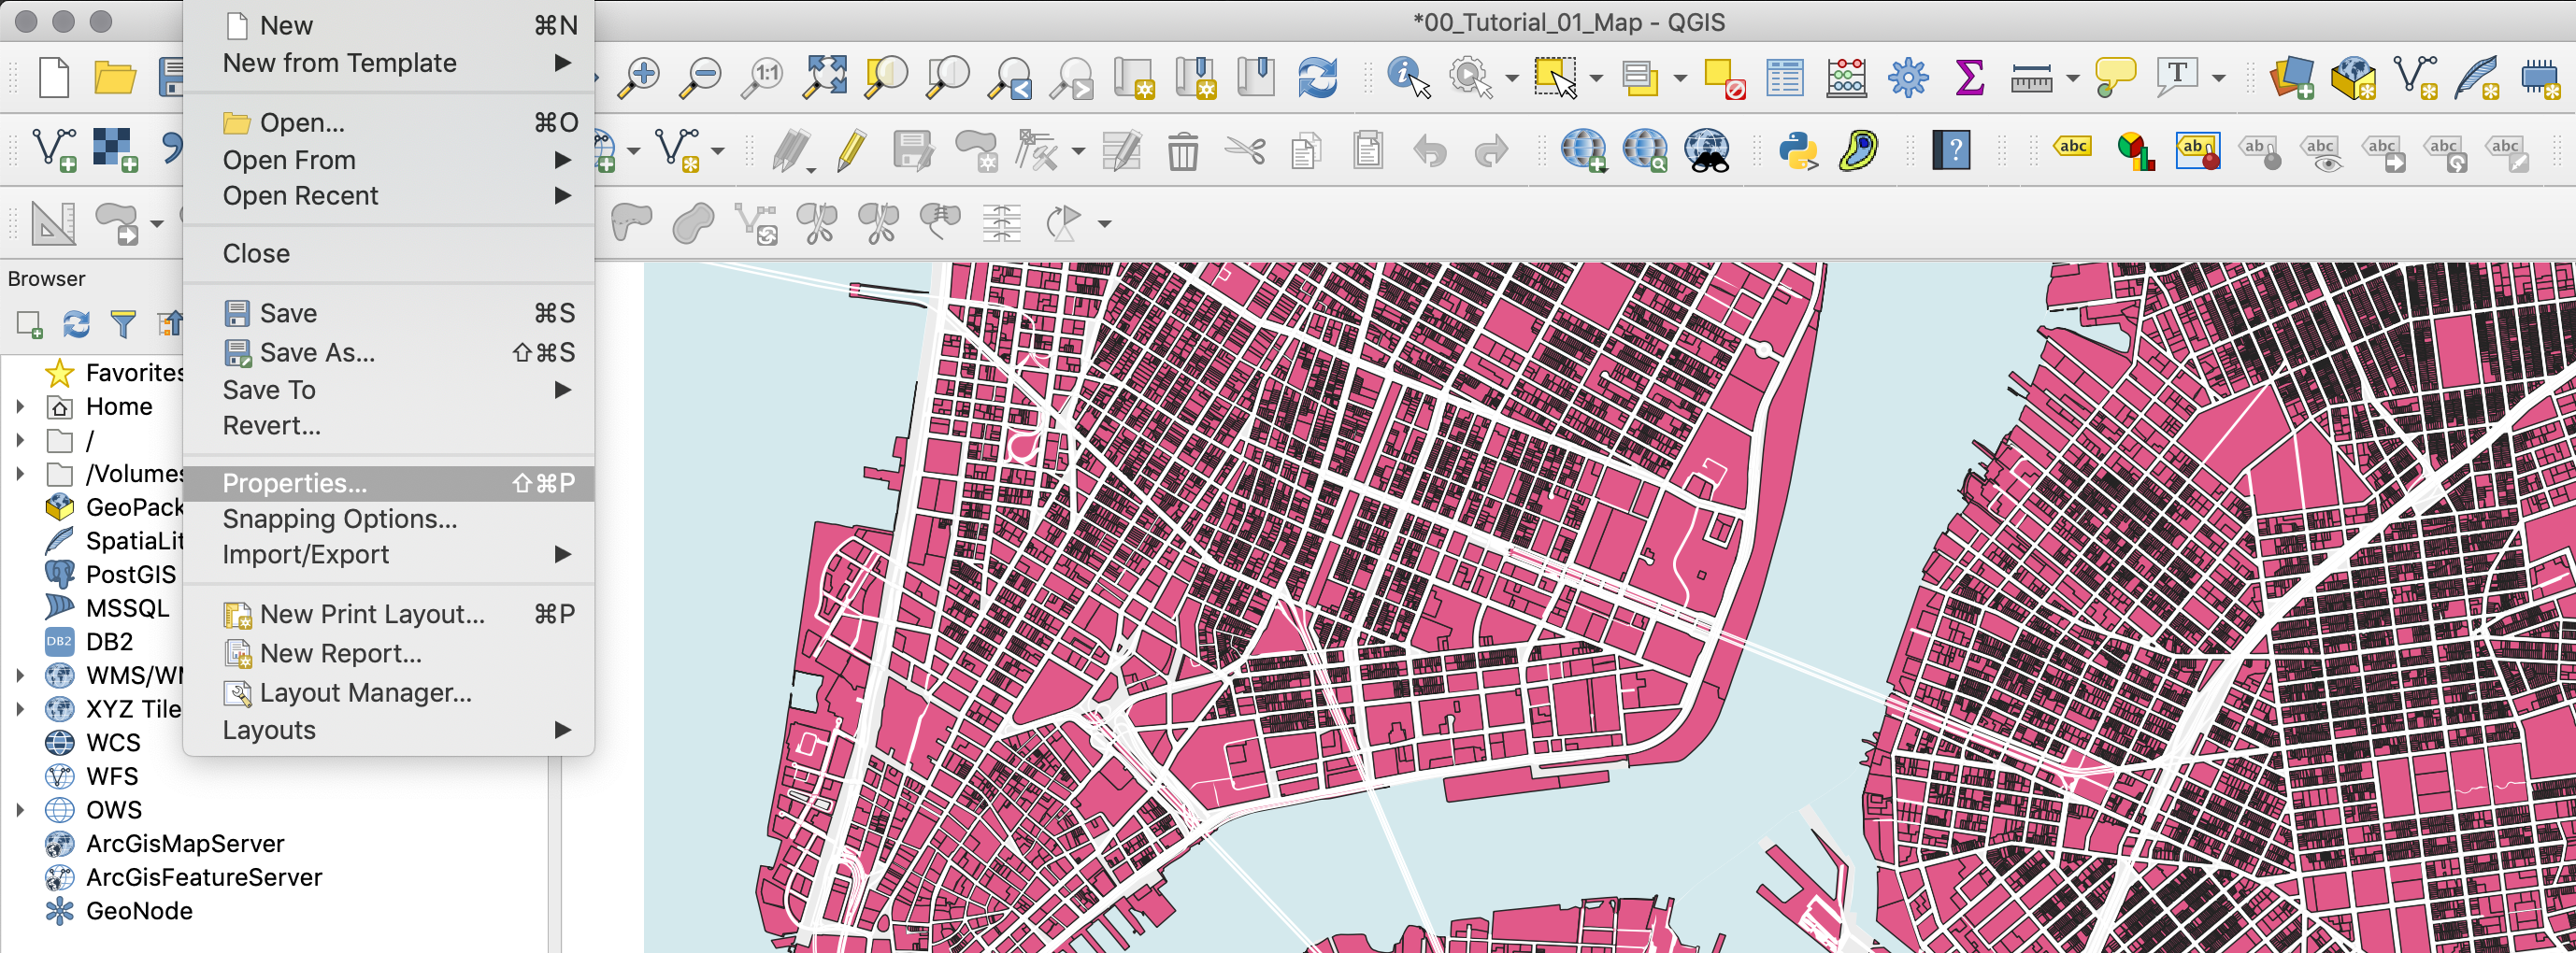 *00_Tutorial_01_Map - QGIS
New ⌘N
New from Template ▶
Open... ⌘O
Open From ▶
Open Recent ▶
Close
Save ⌘S
Save As... ⇧⌘S
Save To ▶
Revert...
Properties... ⇧⌘P
Snapping Options...
Import/Export ▶
New Print Layout... ⌘P
New Report...
Layout Manager...
Layouts ▶
1:1
T
abc
abc
abc
abc
abc
abc
abc
Browser
Favorites
Home
/
/Volumes
GeoPack
SpatiaLit
PostGIS
MSSQL
DB2 DB2
WMS/WM
XYZ Tile
WCS
WFS
OWS
ArcGisMapServer
ArcGisFeatureServer
GeoNode